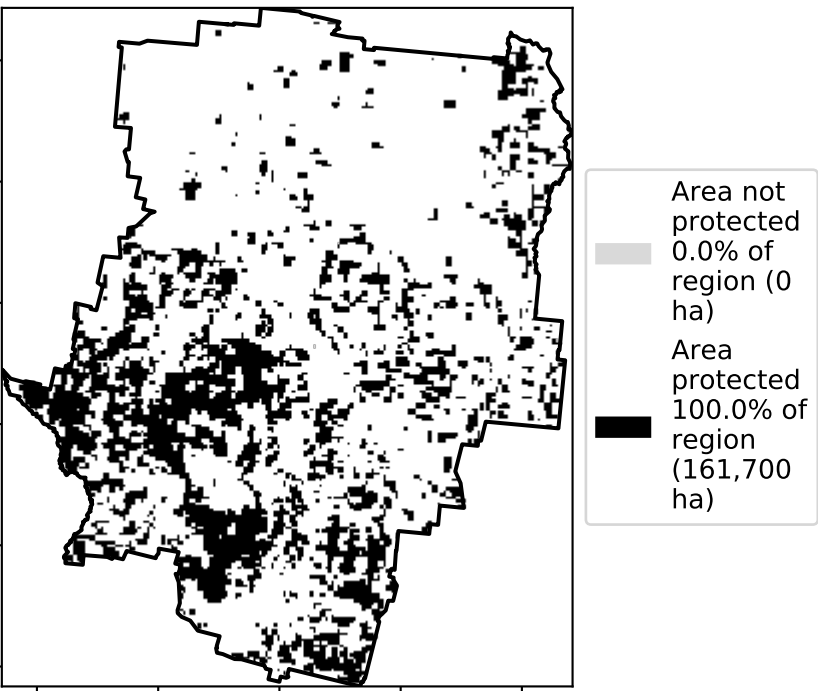 Area not
protected
0.0% of
region (0
ha)
Area
protected
100.0% of
region
(161,700
ha)